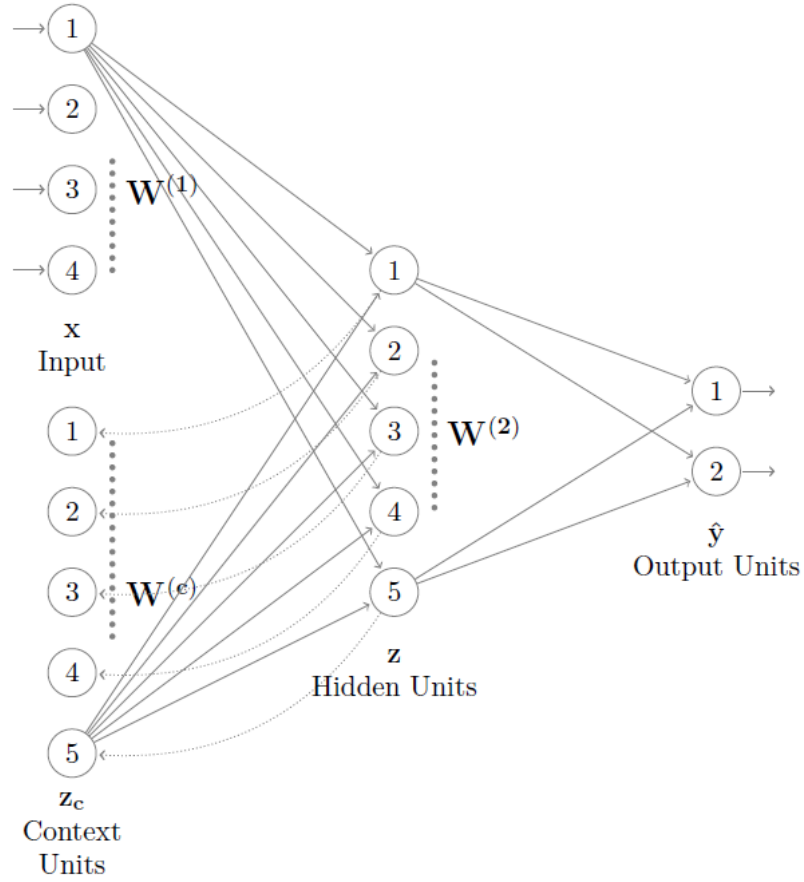 1
2
3
4
W(1)
x
Input
1
2
3
4
5
W(c)
zc
Context
Units
1
2
3
4
5
W(2)
z
Hidden Units
1
2
ŷ
Output Units